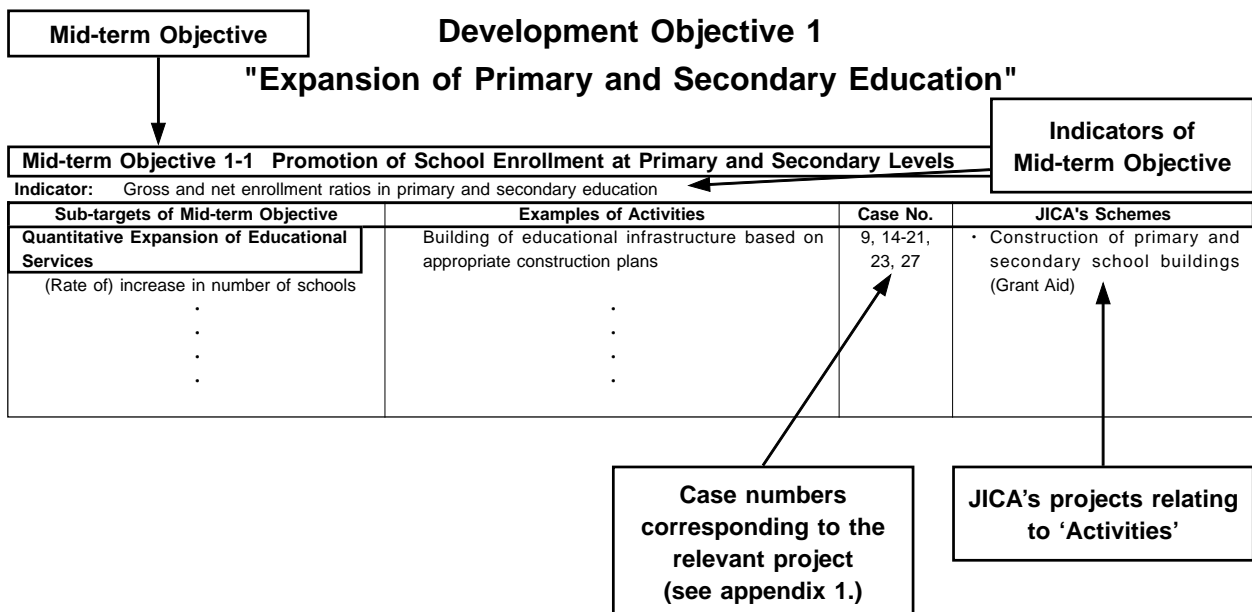 Mid-term Objective
Development Objective 1
"Expansion of Primary and Secondary Education"
Indicators of
Mid-term Objective
Mid-term Objective 1-1 Promotion of School Enrollment at Primary and Secondary Levels
Indicator: Gross and net enrollment ratios in primary and secondary education
Sub-targets of Mid-term Objective Examples of Activities Case No. JICA's Schemes
Quantitative Expansion of Educational Building of educational infrastructure based on 9, 14-21, ・ Construction of primary and
Services appropriate construction plans 23, 27 secondary school buildings
(Rate of) increase in number of schools (Grant Aid)
・ ・
・ ・
・ ・
・ ・
Case numbers
corresponding to the
relevant project
(see appendix 1.)
JICA’s projects relating
to ‘Activities’